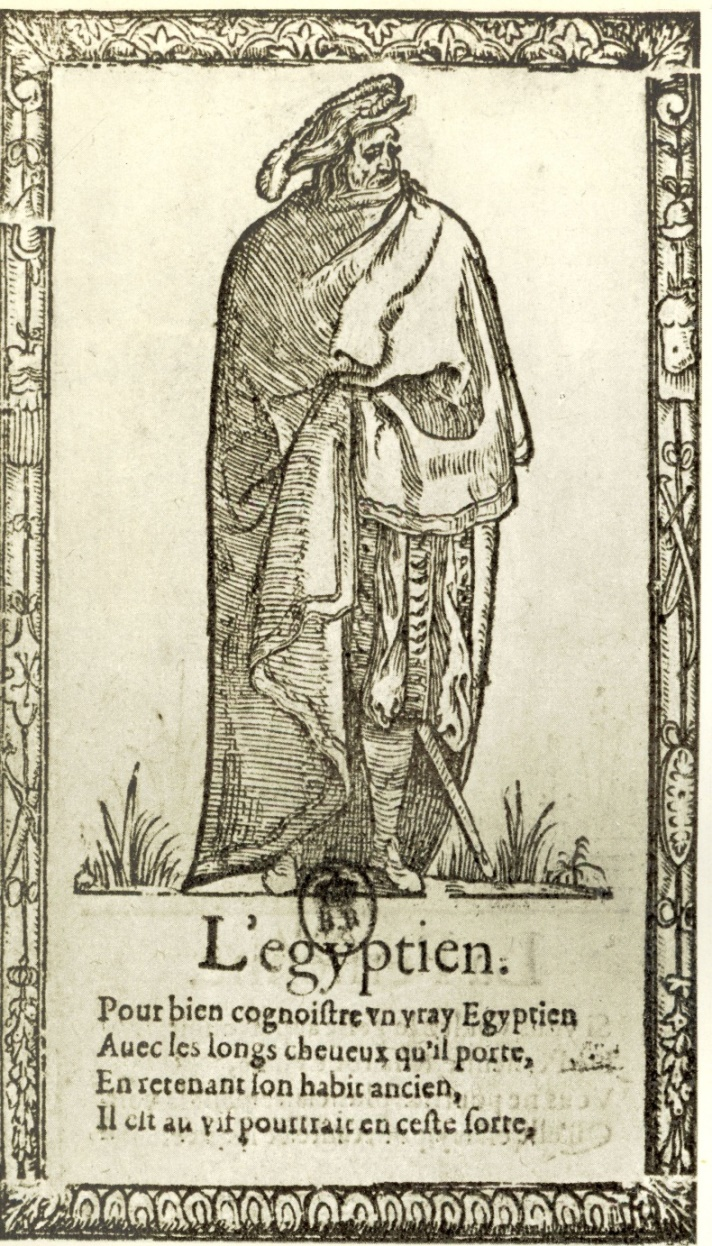 L'egyptien.
Pour bien cognoiſtre vn vray Egyptien
Auec les longs cheueux qu'il porte,
En retenant ſon habit ancien,
Il eſt au vif pourtrait en ceſte ſorte,